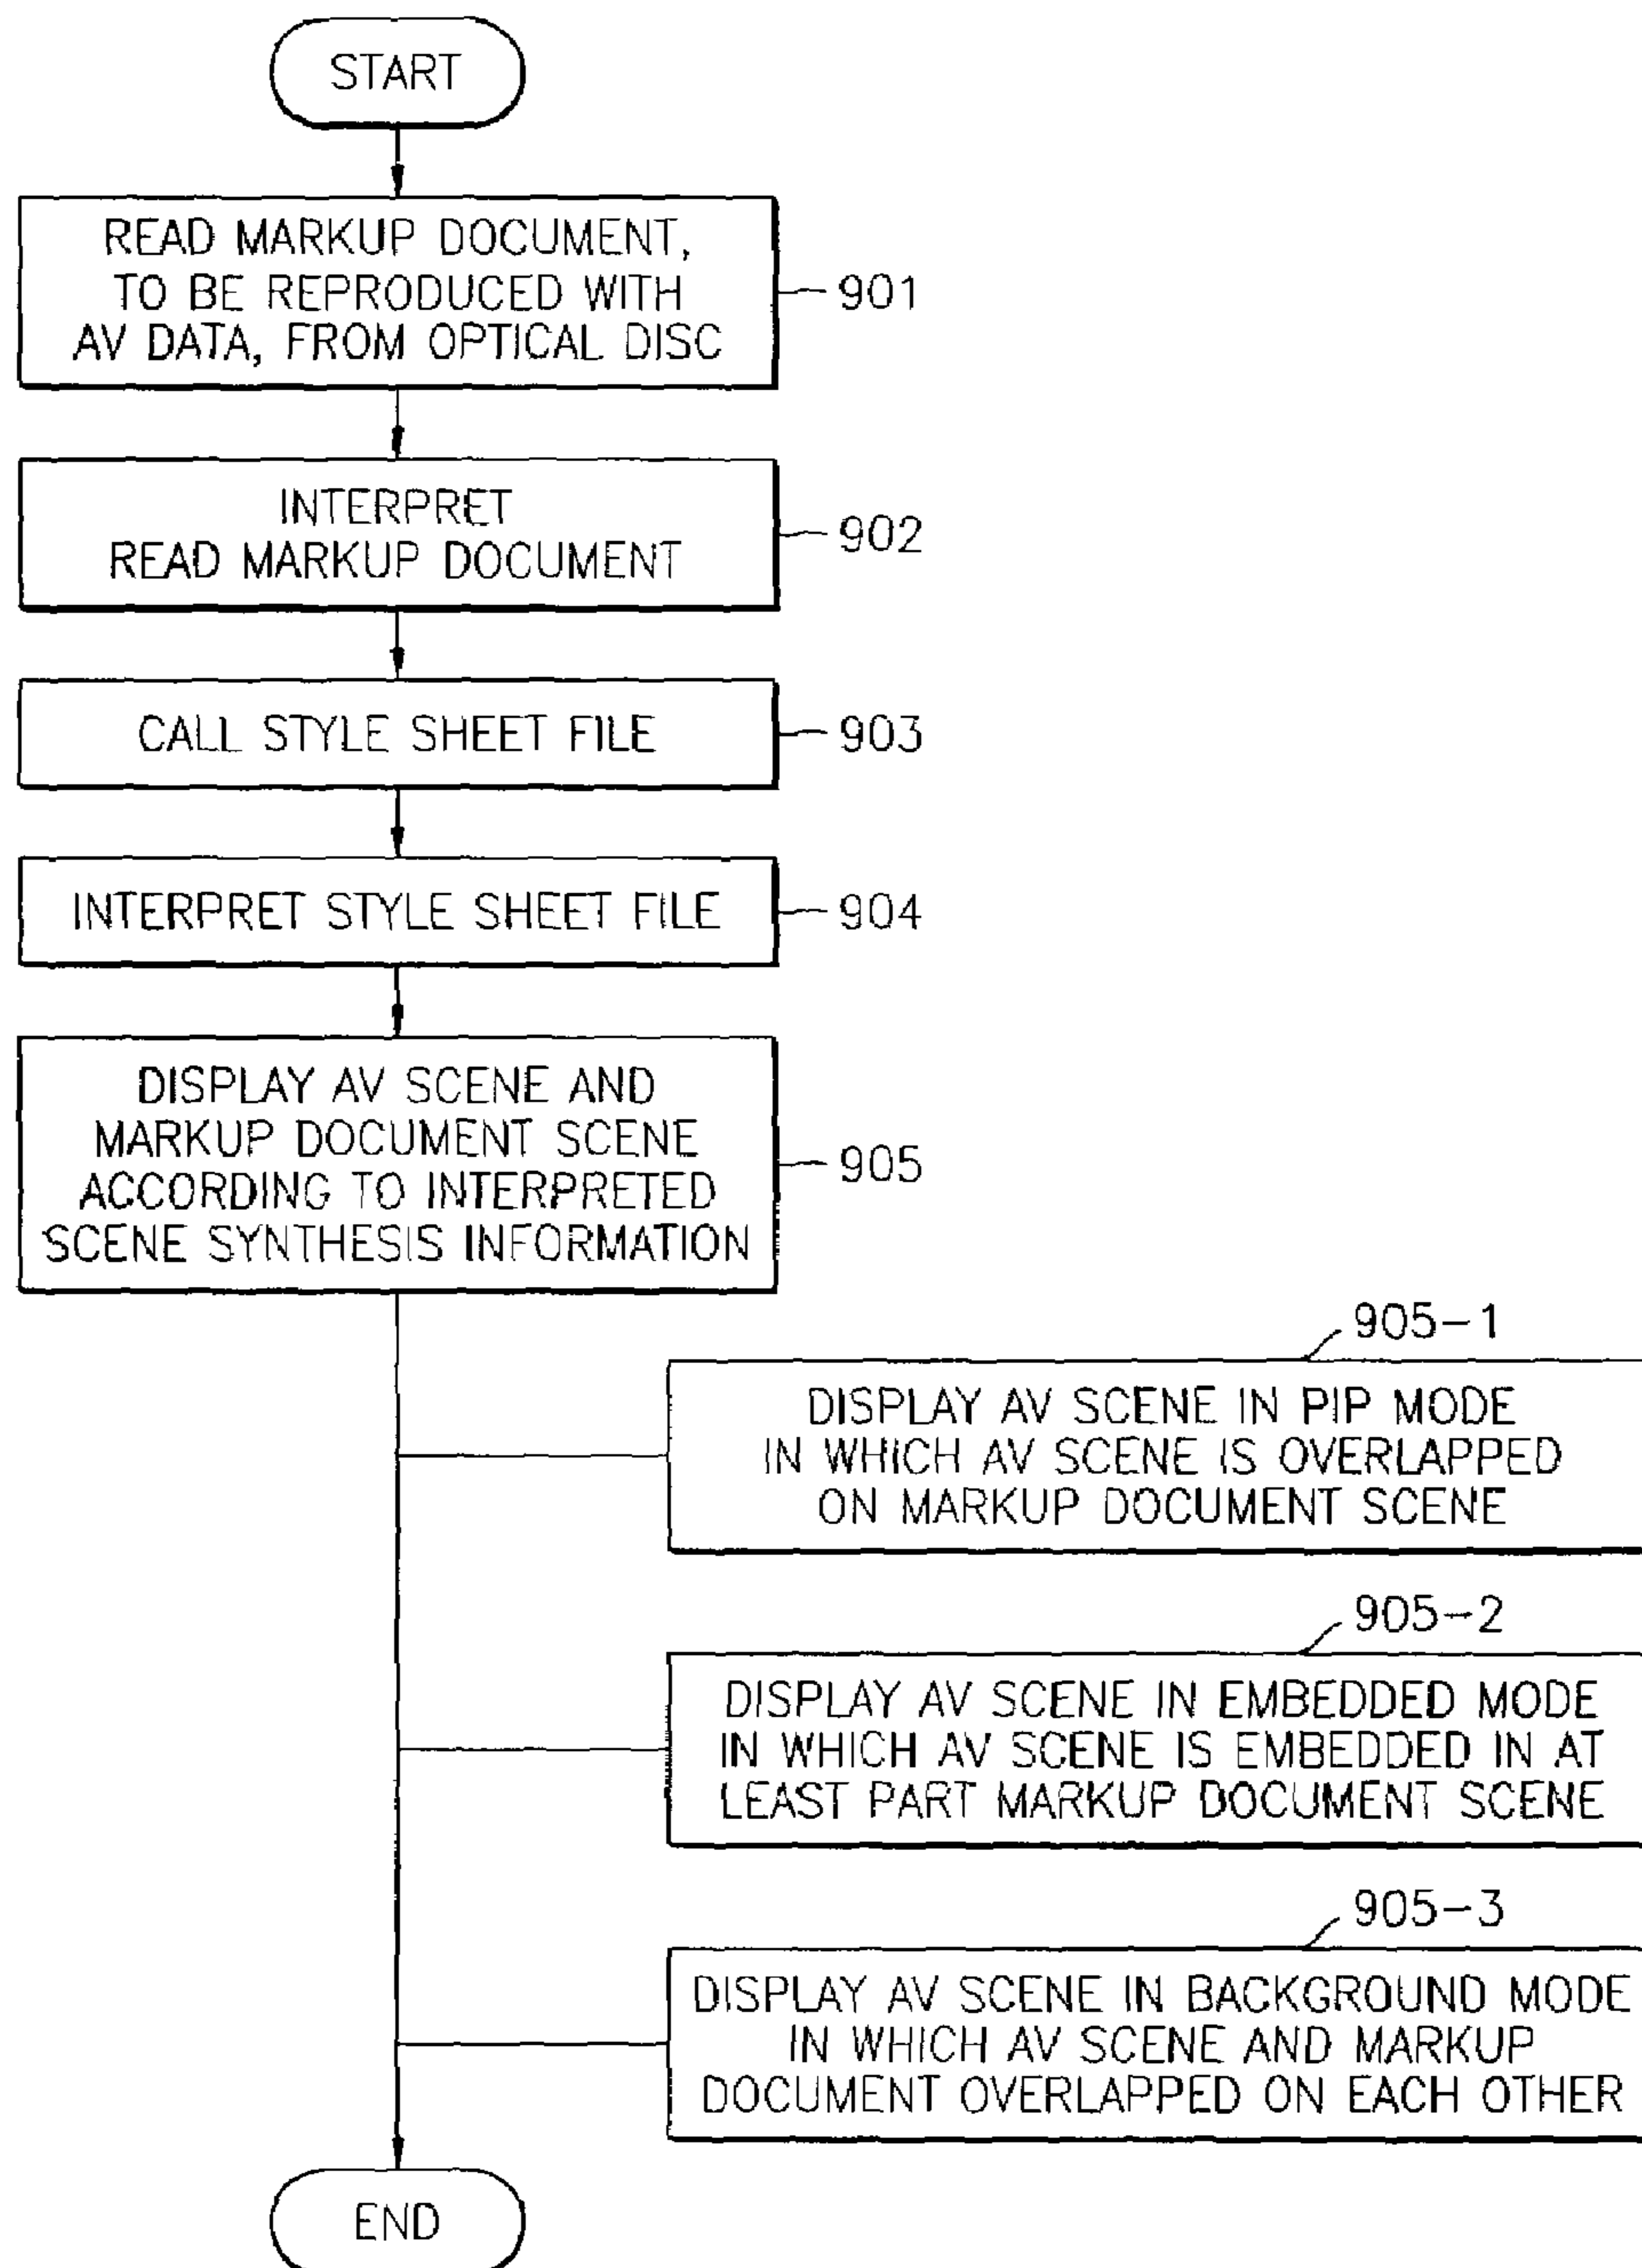 START
READ MARKUP DOCUMENT,
TO BE REPRODUCED WITH
AV DATA, FROM OPTICAL DISC
901
INTERPRET
READ MARKUP DOCUMENT
902
CALL STYLE SHEET FILE
903
INTERPRET STYLE SHEET FILE
904
DISPLAY AV SCENE AND
MARKUP DOCUMENT SCENE
ACCORDING TO INTERPRETED
SCENE SYNTHESIS INFORMATION
905
905-1
DISPLAY AV SCENE IN PIP MODE
IN WHICH AV SCENE IS OVERLAPPED
ON MARKUP DOCUMENT SCENE
905-2
DISPLAY AV SCENE IN EMBEDDED MODE
IN WHICH AV SCENE IS EMBEDDED IN AT
LEAST PART MARKUP DOCUMENT SCENE
905-3
DISPLAY AV SCENE IN BACKGROUND MODE
IN WHICH AV SCENE AND MARKUP
DOCUMENT OVERLAPPED ON EACH OTHER
END